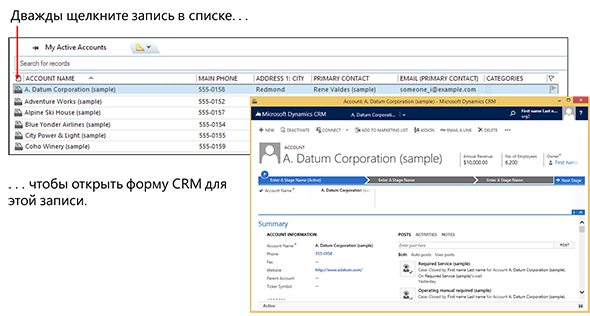 Дважды щелкните запись в списке. . .
My Active Accounts
Search for records
ACCOUNT NAME MAIN PHONE ADDRESS 1: CITY PRIMARY CONTACT EMAIL (PRIMARY CONTACT) CATEGORIES
A. Datum Corporation (sample) 555-0158 Redmond Rene Valdes (sample) someone_i@example.com
Adventure Works (sample) 555-0152
Alpine Ski House (sample) 555-0157
Blue Yonder Airlines (sample) 555-0154
City Power & Light (sample) 555-0155
Coho Winery (sample) 555-0159
. . . чтобы открыть форму CRM для
этой записи.
Account: A. Datum Corporation (sample) - Microsoft Dynamics CRM
Microsoft Dynamics CRM A. Datum Corporation (... First name Last n...
+ NEW DEACTIVATE CONNECT ADD TO MARKETING LIST ASSIGN EMAIL A LINK DELETE ...
ACCOUNT
A. Datum Corporation (sample)
Annual Revenue
$10,000.00
No. of Employees
6,200
Owner*
First name
Enter A Stage Name (Active) Enter A Stage Name Enter A Stage Name Next Stage
Account Name* A. Datum Corporation (sample)
Summary
ACCOUNT INFORMATION
Account Name* A. Datum Corporation (sample)
Phone 555-0158
Fax --
Website http://www.adatum.com/
Parent Account --
Ticker Symbol --
POSTS ACTIVITIES NOTES
Enter post here POST
Both Auto posts User posts
Required Service (sample)
Case: Closed by First name Last name for Account A. Datum Corporation (sample).
On Required Service (sample)'s wall
Yesterday
Operating manual required (sample)
Case: Closed by First name Last name for Account A. Datum Corporation (sample).
Active